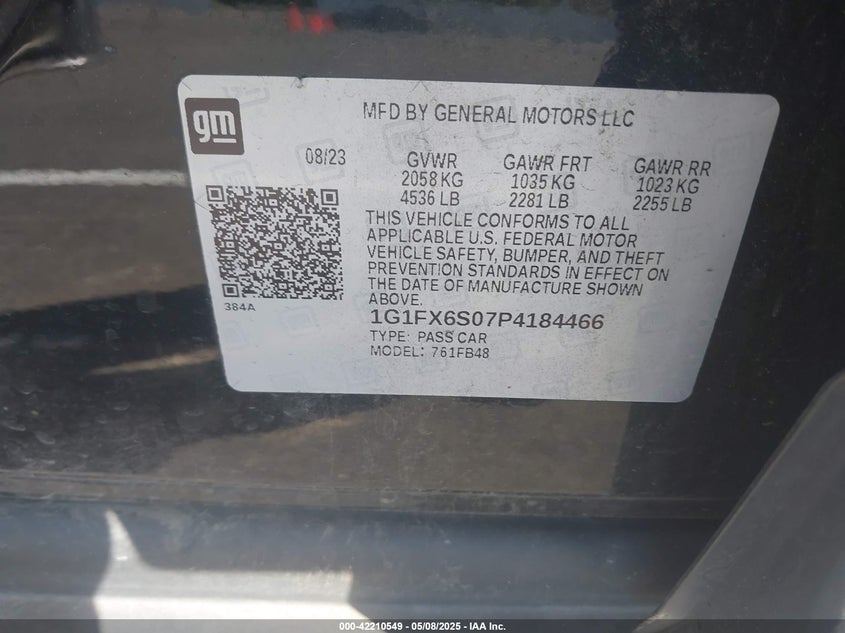 gm
MFD BY GENERAL MOTORS LLC
08/23 GVWR GAWR FRT GAWR RR
2058 KG 1035 KG 1023 KG
4536 LB 2281 LB 2255 LB
THIS VEHICLE CONFORMS TO ALL
APPLICABLE U.S. FEDERAL MOTOR
VEHICLE SAFETY, BUMPER, AND THEFT
PREVENTION STANDARDS IN EFFECT ON
THE DATE OF MANUFACTURE SHOWN
ABOVE.
384A
1G1FX6S07P4184466
TYPE: PASS CAR
MODEL: 761FB48
000-42210549 - 05/08/2025 - IAA Inc.